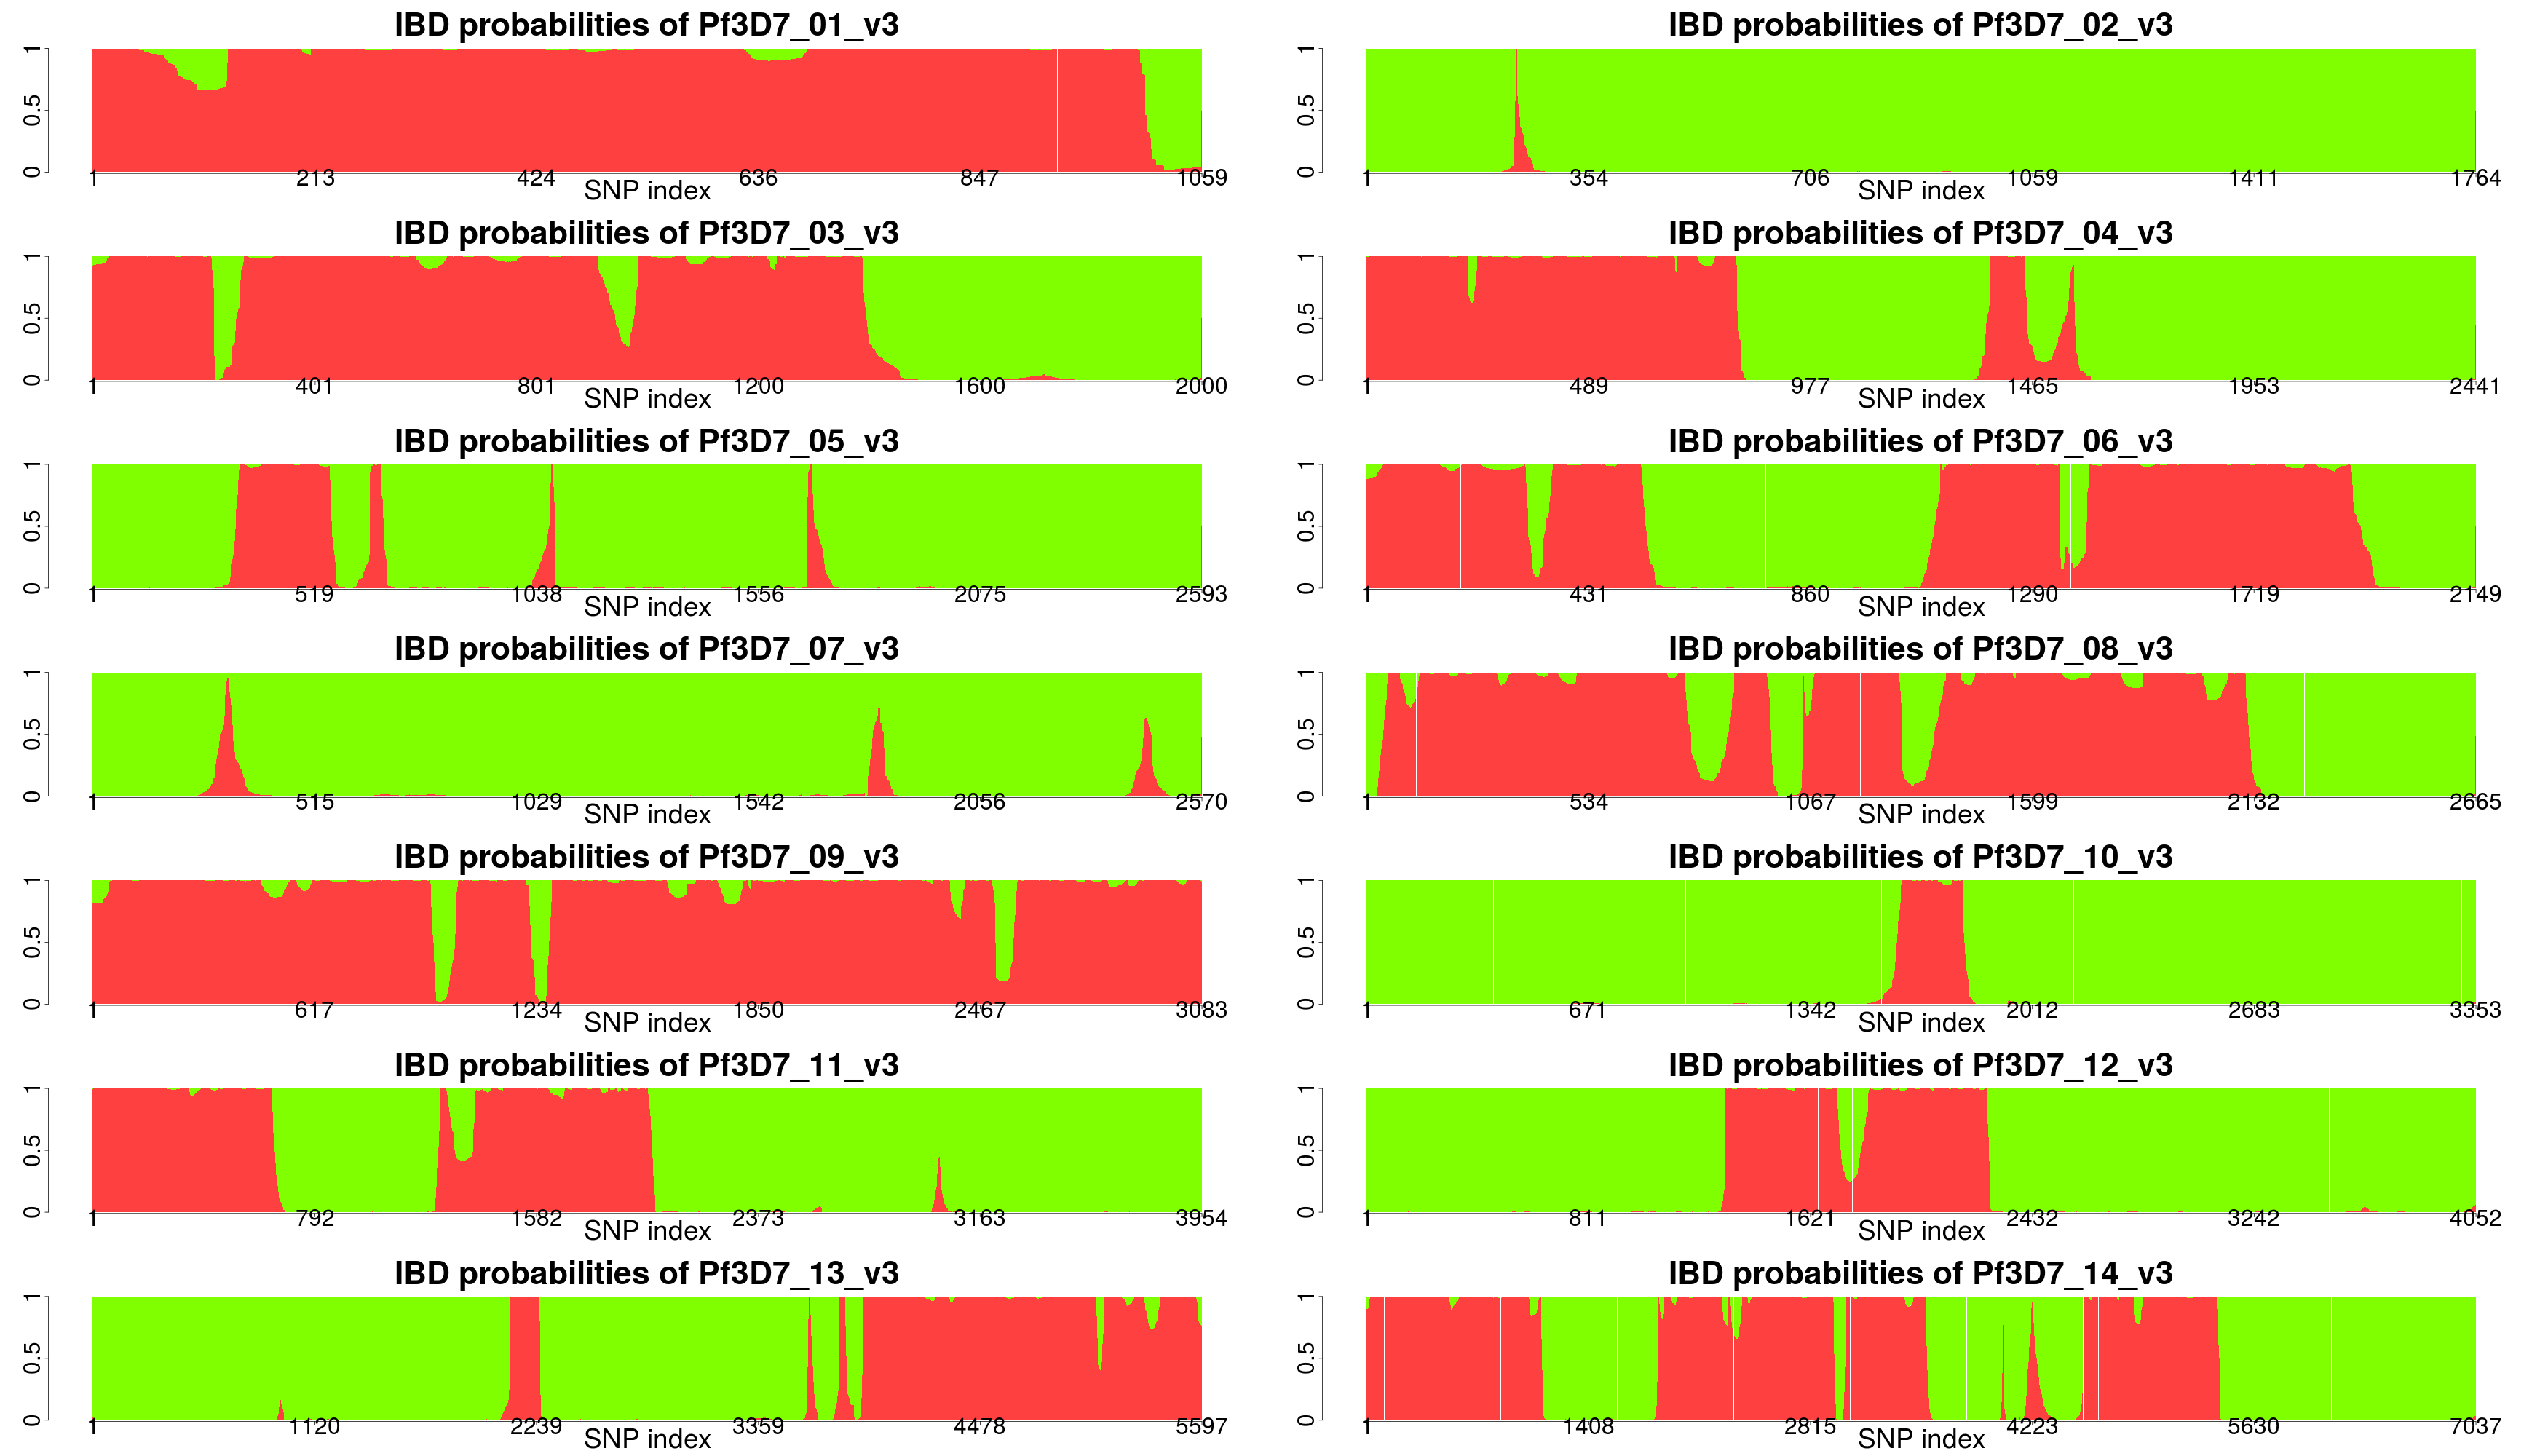 IBD probabilities of Pf3D7_01_v3
0 0.5 1
1 213 424 636 847 1059
SNP index
IBD probabilities of Pf3D7_02_v3
0 0.5 1
1 354 706 1059 1411 1764
SNP index
IBD probabilities of Pf3D7_03_v3
0 0.5 1
1 401 801 1200 1600 2000
SNP index
IBD probabilities of Pf3D7_04_v3
0 0.5 1
1 489 977 1465 1953 2441
SNP index
IBD probabilities of Pf3D7_05_v3
0 0.5 1
1 519 1038 1556 2075 2593
SNP index
IBD probabilities of Pf3D7_06_v3
0 0.5 1
1 431 860 1290 1719 2149
SNP index
IBD probabilities of Pf3D7_07_v3
0 0.5 1
1 515 1029 1542 2056 2570
SNP index
IBD probabilities of Pf3D7_08_v3
0 0.5 1
1 534 1067 1599 2132 2665
SNP index
IBD probabilities of Pf3D7_09_v3
0 0.5 1
1 617 1234 1850 2467 3083
SNP index
IBD probabilities of Pf3D7_10_v3
0 0.5 1
1 671 1342 2012 2683 3353
SNP index
IBD probabilities of Pf3D7_11_v3
0 0.5 1
1 792 1582 2373 3163 3954
SNP index
IBD probabilities of Pf3D7_12_v3
0 0.5 1
1 811 1621 2432 3242 4052
SNP index
IBD probabilities of Pf3D7_13_v3
0 0.5 1
1 1120 2239 3359 4478 5597
SNP index
IBD probabilities of Pf3D7_14_v3
0 0.5 1
1 1408 2815 4223 5630 7037
SNP index